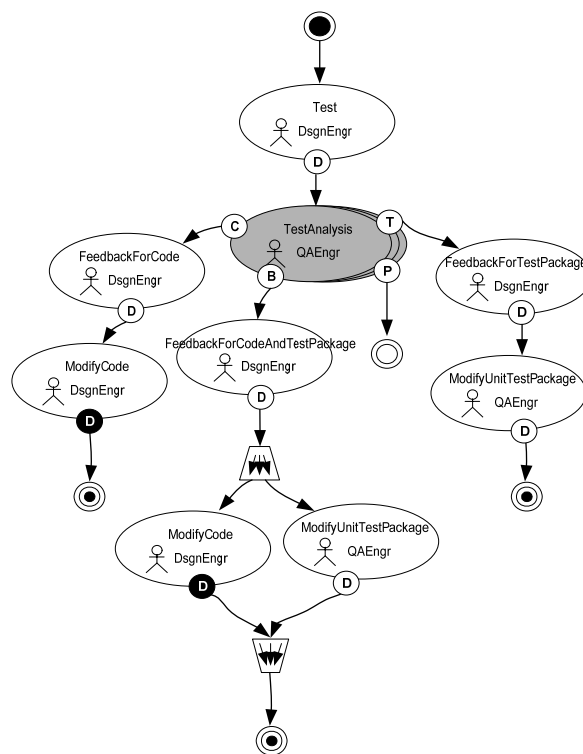 Test
DsgnEngr
D
C
TestAnalysis
QAEngr
T
B
P
FeedbackForCode
DsgnEngr
D
FeedbackForTestPackage
DsgnEngr
D
FeedbackForCodeAndTestPackage
DsgnEngr
D
ModifyCode
DsgnEngr
D
ModifyUnitTestPackage
QAEngr
D
ModifyCode
DsgnEngr
D
ModifyUnitTestPackage
QAEngr
D